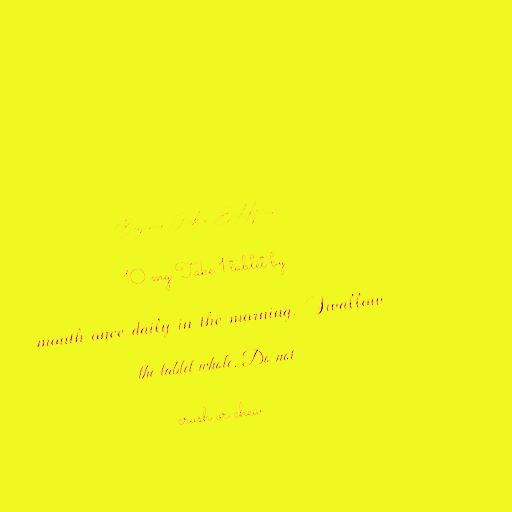 10 mg Take 1 tablet by
mouth once daily in the morning. Swallow
the tablet whole. Do not
crush or chew